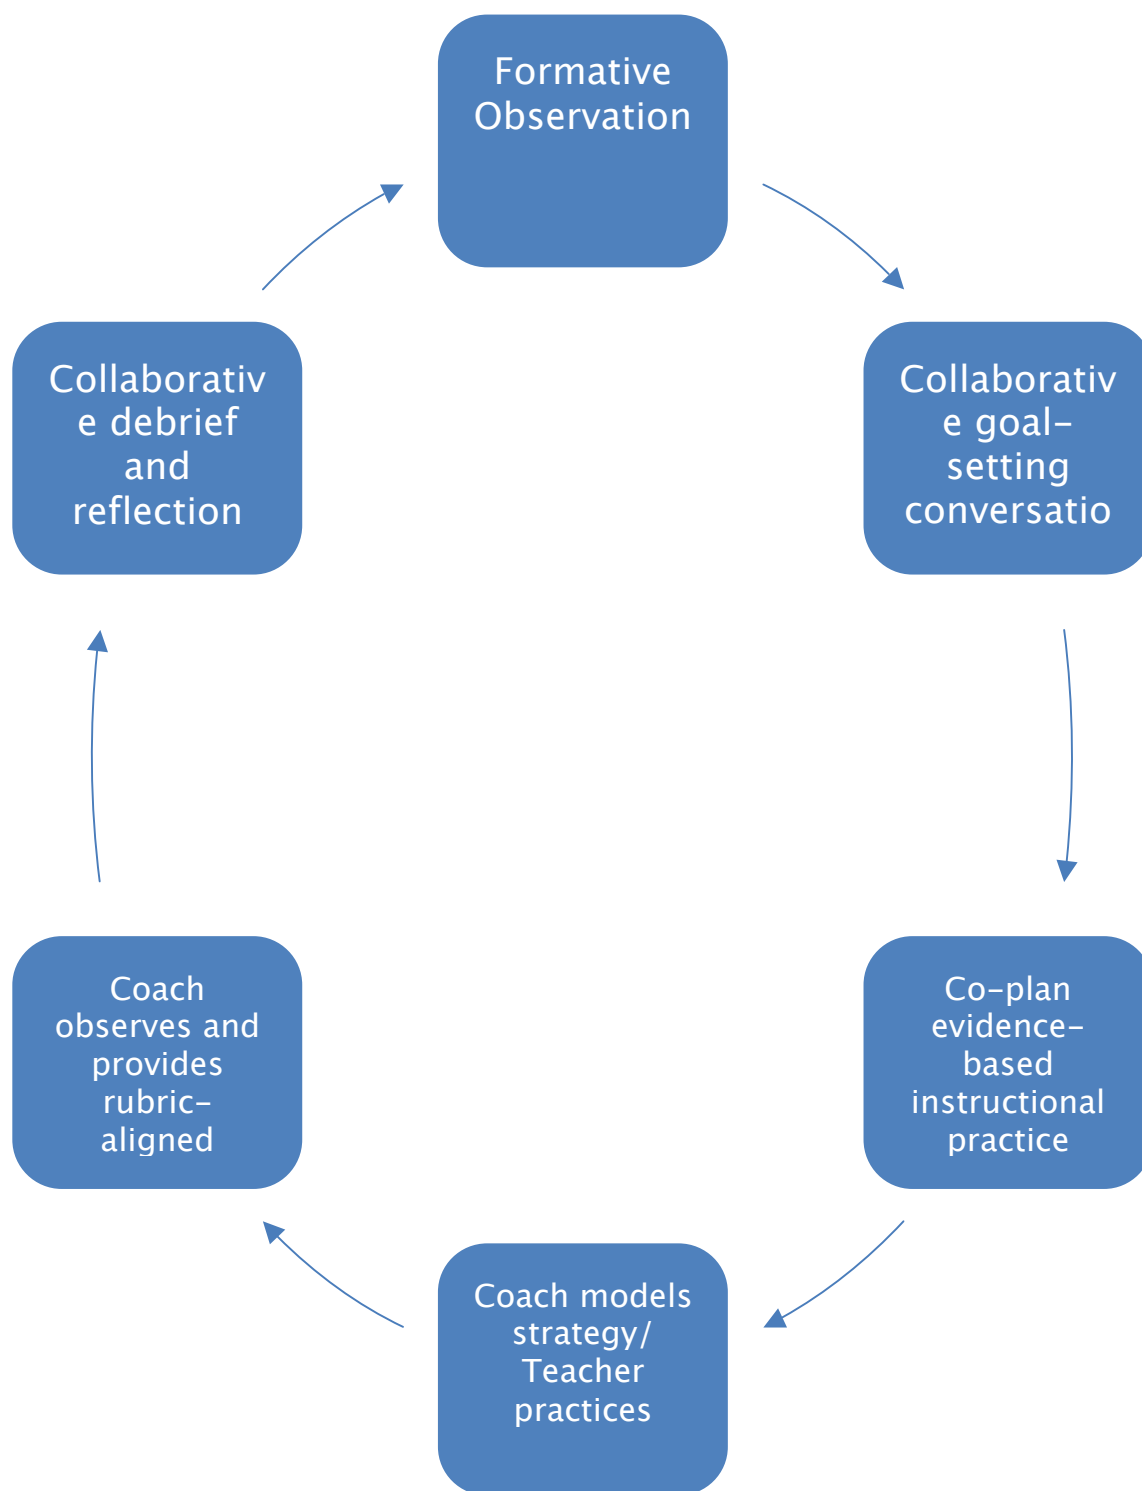 Formative
Observation
Collaborativ
e goal-
setting
conversatio
Co-plan
evidence-
based
instructional
practice
Coach models
strategy/
Teacher
practices
Coach
observes and
provides
rubric-
aligned
Collaborativ
e debrief
and
reflection